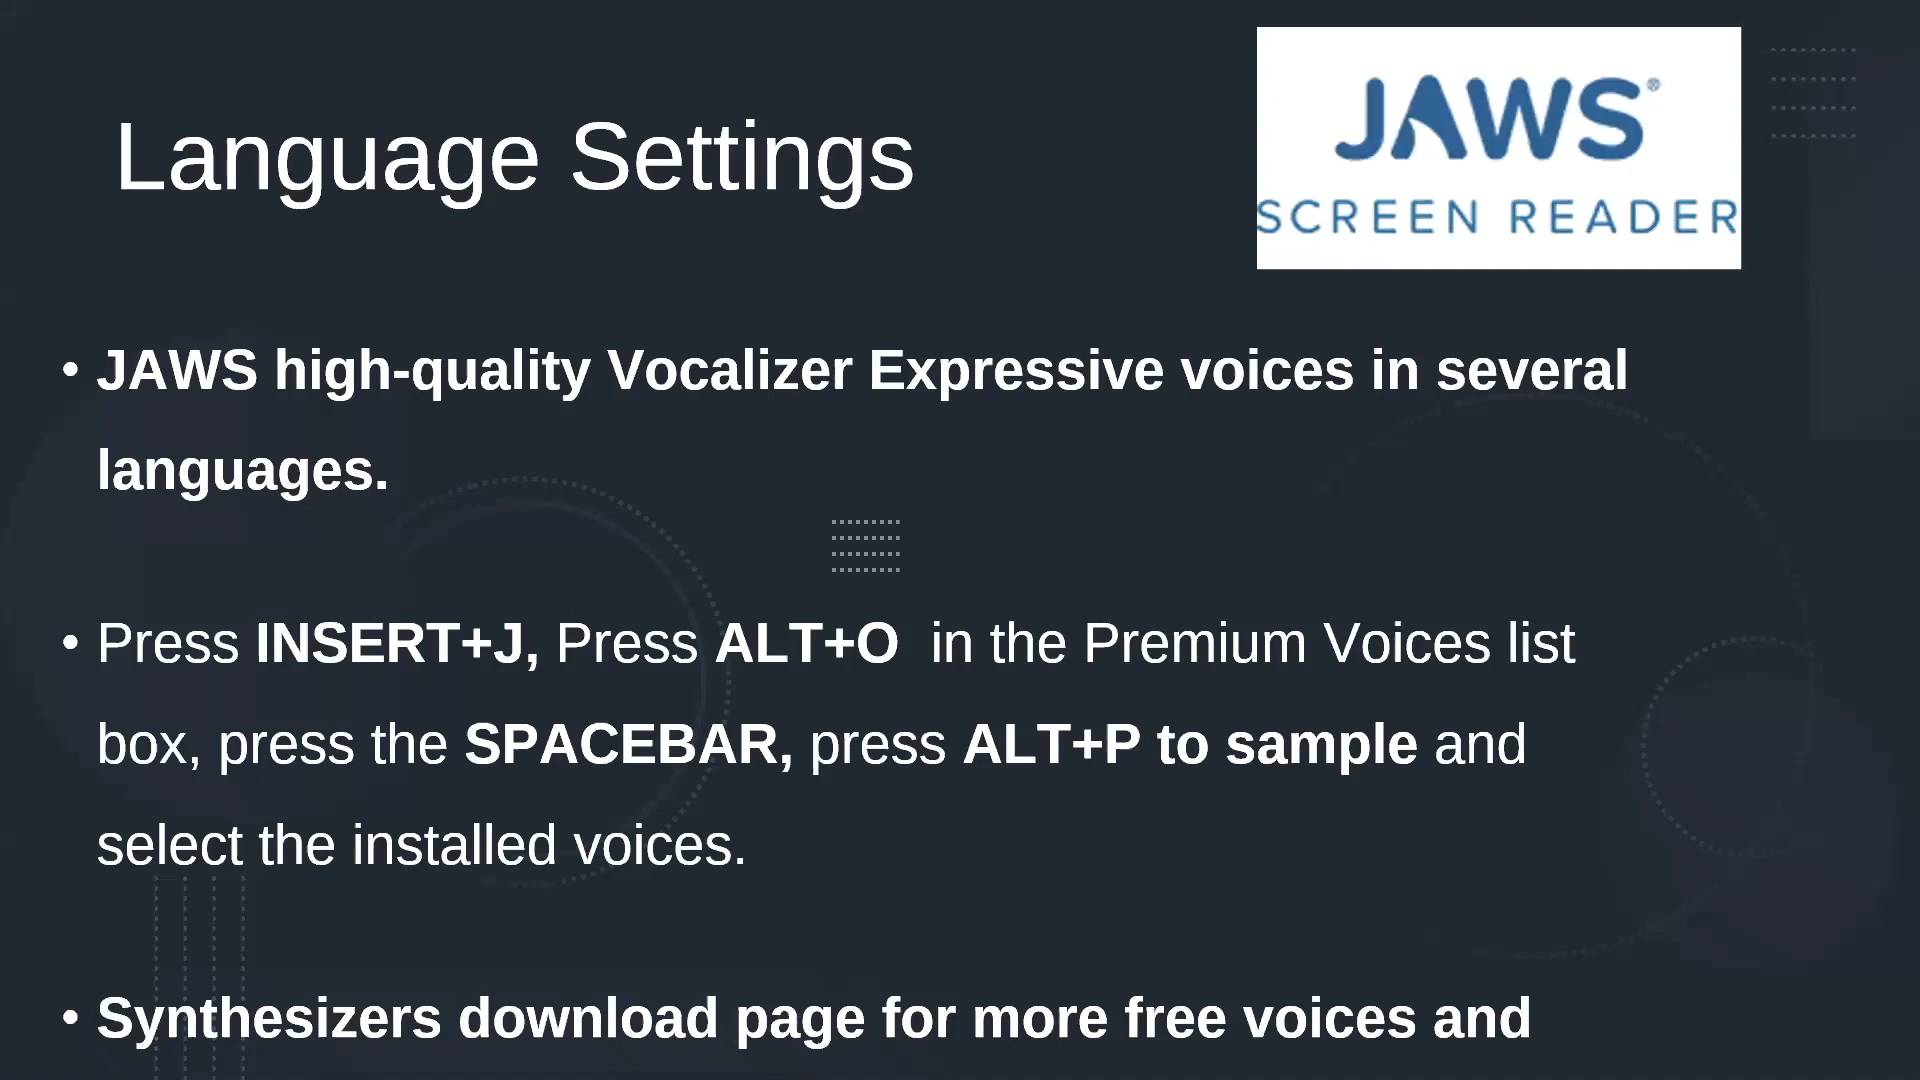 Language Settings
JAWS®
SCREEN READER
• JAWS high-quality Vocalizer Expressive voices in several
languages.
• Press INSERT+J, Press ALT+O  in the Premium Voices list
box, press the SPACEBAR, press ALT+P to sample and
select the installed voices.
• Synthesizers download page for more free voices and